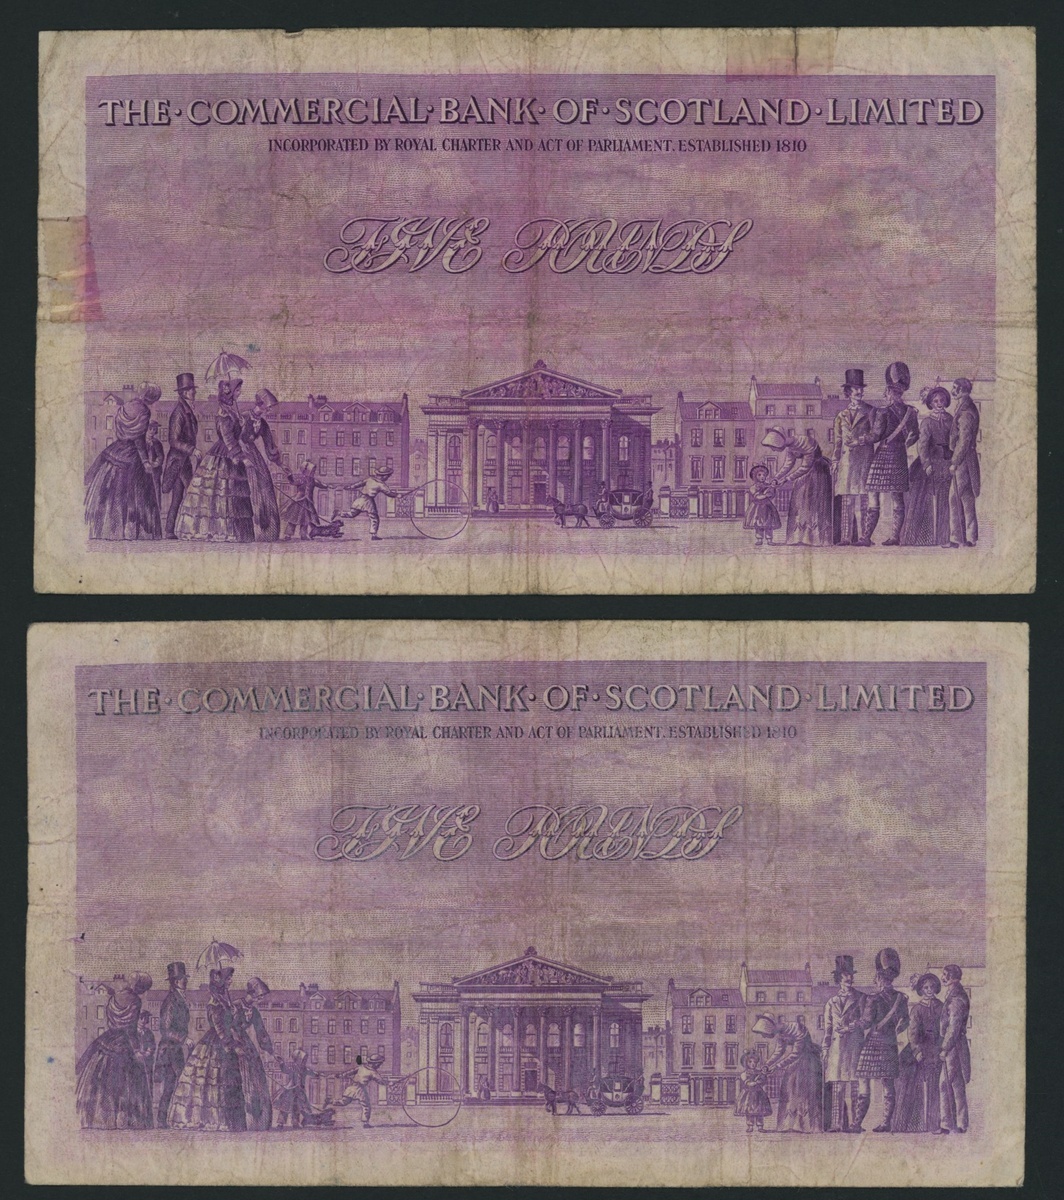 THE·COMMERCIAL·BANK·OF·SCOTLAND·LIMITED
INCORPORATED BY ROYAL CHARTER AND ACT OF PARLIAMENT. ESTABLISHED 1810
FIVE POUNDS
THE·COMMERCIAL·BANK·OF·SCOTLAND·LIMITED
INCORPORATED BY ROYAL CHARTER AND ACT OF PARLIAMENT. ESTABLISHED 1810
FIVE POUNDS